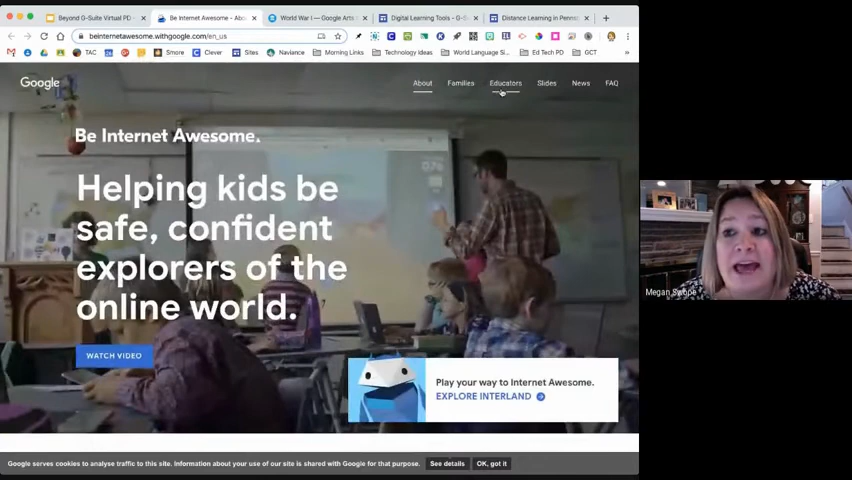 Beyond G-Suite Virtual PD -
Be Internet Awesome - Abo
World War I — Google Arts
Digital Learning Tools - G-S
Distance Learning in Penns
beinternetawesome.withgoogle.com/en_us
TAC
Sites
Smore
Clever
Sites
Naviance
Morning Links
Technology Ideas
World Language Si...
Ed Tech PD
GCT
Google
About
Families
Educators
Slides
News
FAQ
Be Internet Awesome.
Helping kids be
safe, confident
explorers of the
online world.
WATCH VIDEO
Play your way to Internet Awesome.
EXPLORE INTERLAND
Megan Swope
Google serves cookies to analyse traffic to this site. Information about your use of our site is shared with Google for that purpose.
See details
OK, got it